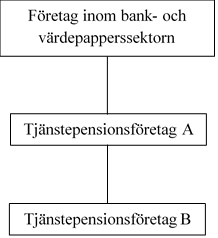 Företag inom bank- och
värdepapperssektorn
Tjänstepensionsföretag A
Tjänstepensionsföretag B